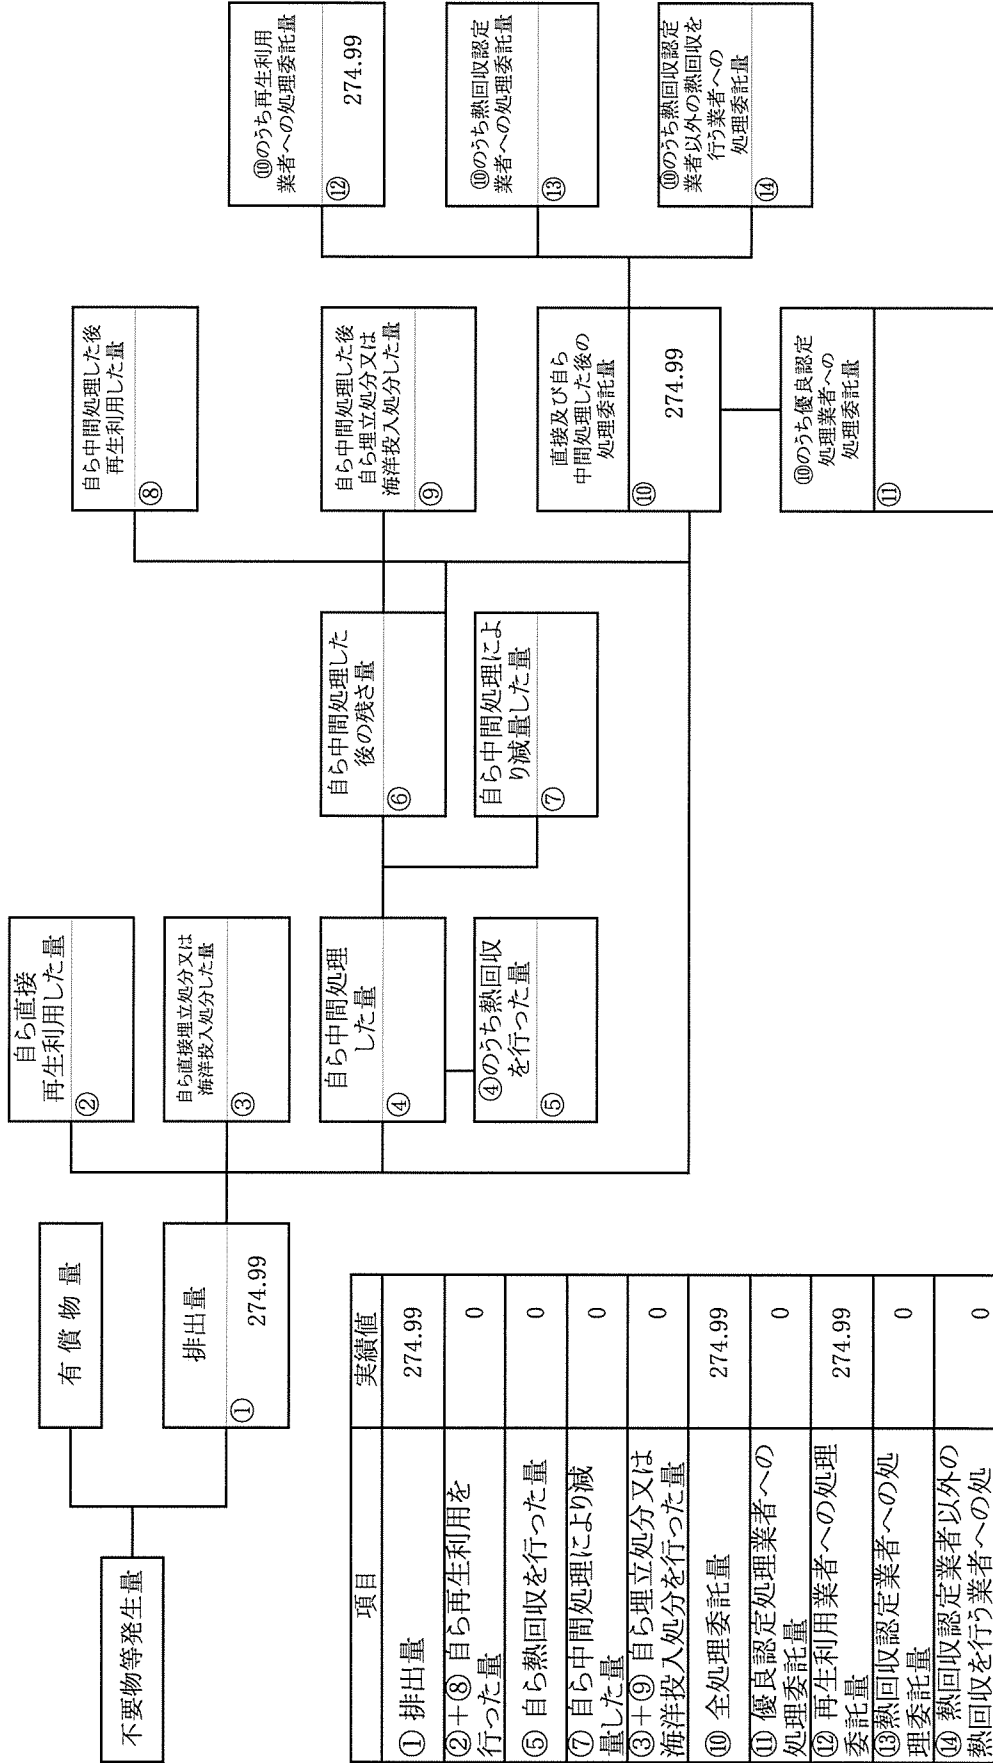 不要物等発生量
有償物量
排出量
①
274.99
自ら直接
再生利用した量
②
自ら直接埋立処分又は
海洋投入処分した量
③
自ら中間処理
した量
④
④のうち熱回収
を行った量
⑤
自ら中間処理した
後の残さ量
⑥
自ら中間処理によ
り減量した量
⑦
自ら中間処理した後
再生利用した量
⑧
自ら中間処理した後
自ら埋立処分又は
海洋投入処分した量
⑨
直接及び自ら
中間処理した後の
処理委託量
⑩
274.99
⑩のうち優良認定
処理業者への
処理委託量
⑪
⑩のうち再生利用
業者への処理委託量
⑫
274.99
⑩のうち熱回収認定
業者への処理委託量
⑬
⑩のうち熱回収認定
業者以外の熱回収を
行う業者への
処理委託量
⑭
項目 実績値
① 排出量 274.99
②+⑧ 自ら再生利用を
行った量 0
⑤ 自ら熱回収を行った量 0
⑦ 自ら中間処理により減
量した量 0
③+⑨ 自ら埋立処分又は
海洋投入処分を行った量 0
⑩ 全処理委託量 274.99
⑪ 優良認定処理業者への
処理委託量 0
⑫ 再生利用業者への処理
委託量 274.99
⑬熱回収認定業者への処
理委託量 0
⑭ 熱回収認定業者以外の
熱回収を行う業者への処 0